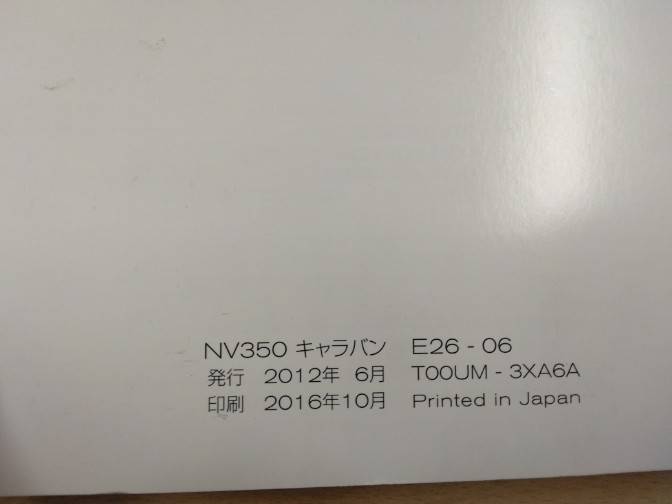 NV350 キャラバン E26 - 06
発行 2012年 6月 T00UM - 3XA6A
印刷 2016年10月 Printed in Japan